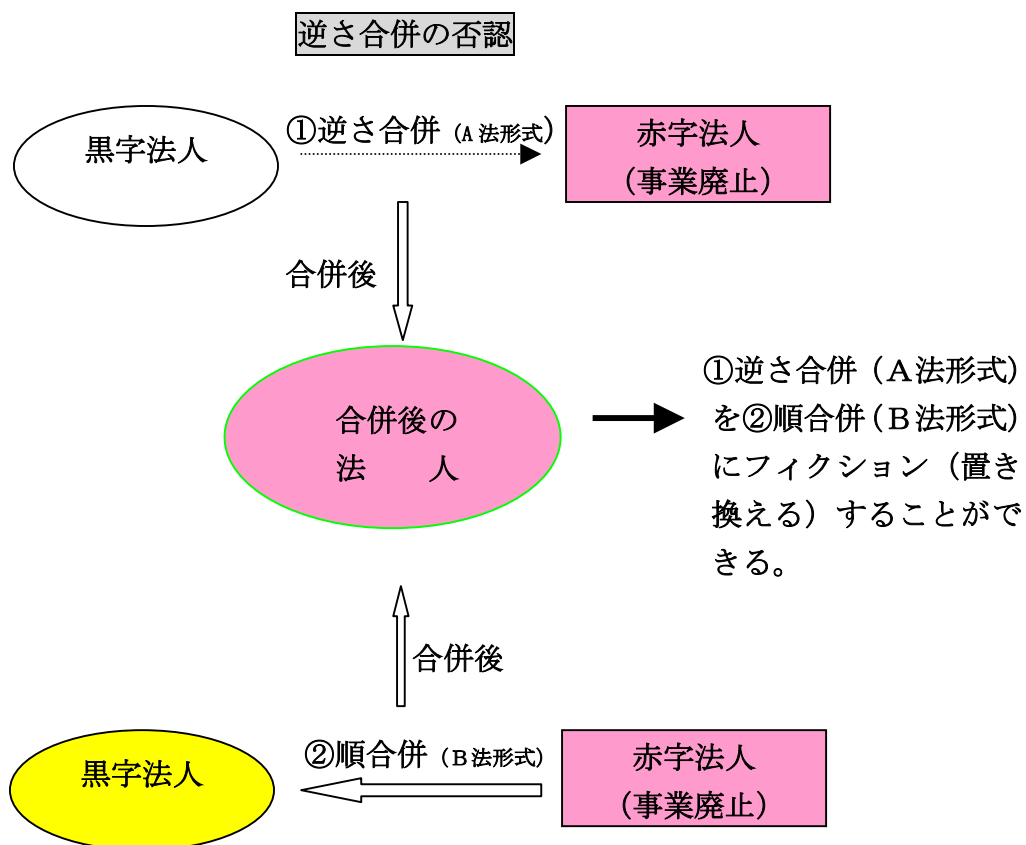 逆さ合併の否認
黒字法人
①逆さ合併（A法形式）
赤字法人
（事業廃止）
合併後
合併後の
法　　人
①逆さ合併（Ａ法形式）
を②順合併（Ｂ法形式）
にフィクション（置き
換える）することがで
きる。
合併後
黒字法人
②順合併（B法形式）
赤字法人
（事業廃止）